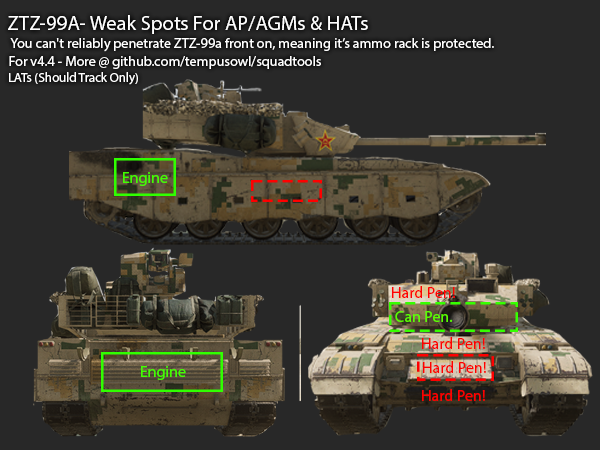 ZTZ-99A- Weak Spots For AP/AGMs & HATs
You can't reliably penetrate ZTZ-99a front on, meaning it's ammo rack is protected.
For v4.4 - More @ github.com/tempusowl/squadtools
LATs (Should Track Only)
Engine
Hard Pen!
Can Pen.
Hard Pen!
Engine
Hard Pen!
Hard Pen!